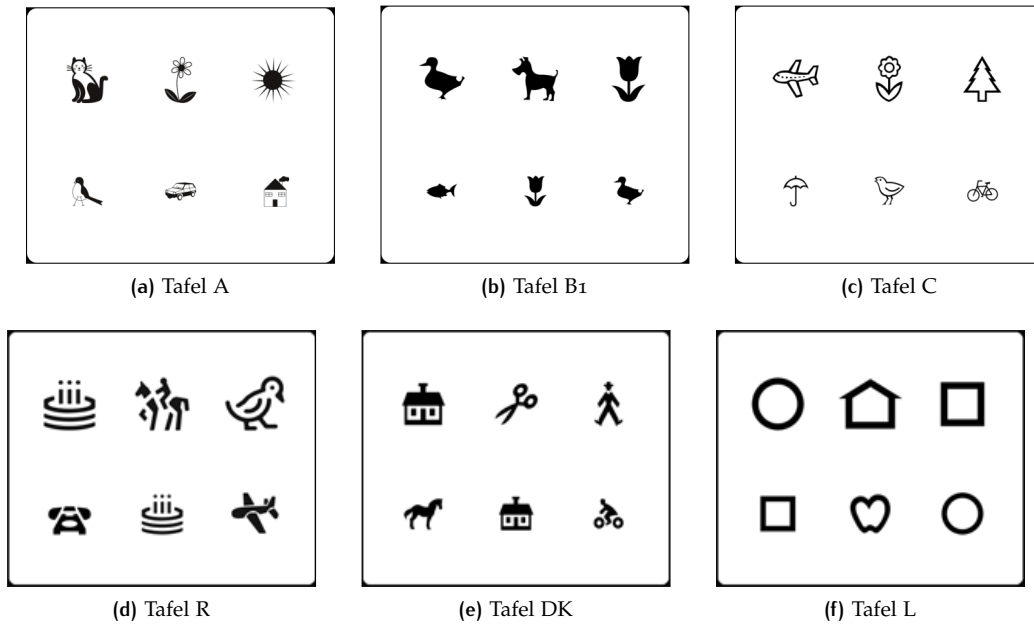 (a) Tafel A
(b) Tafel B1
(c) Tafel C
(d) Tafel R
(e) Tafel DK
(f) Tafel L